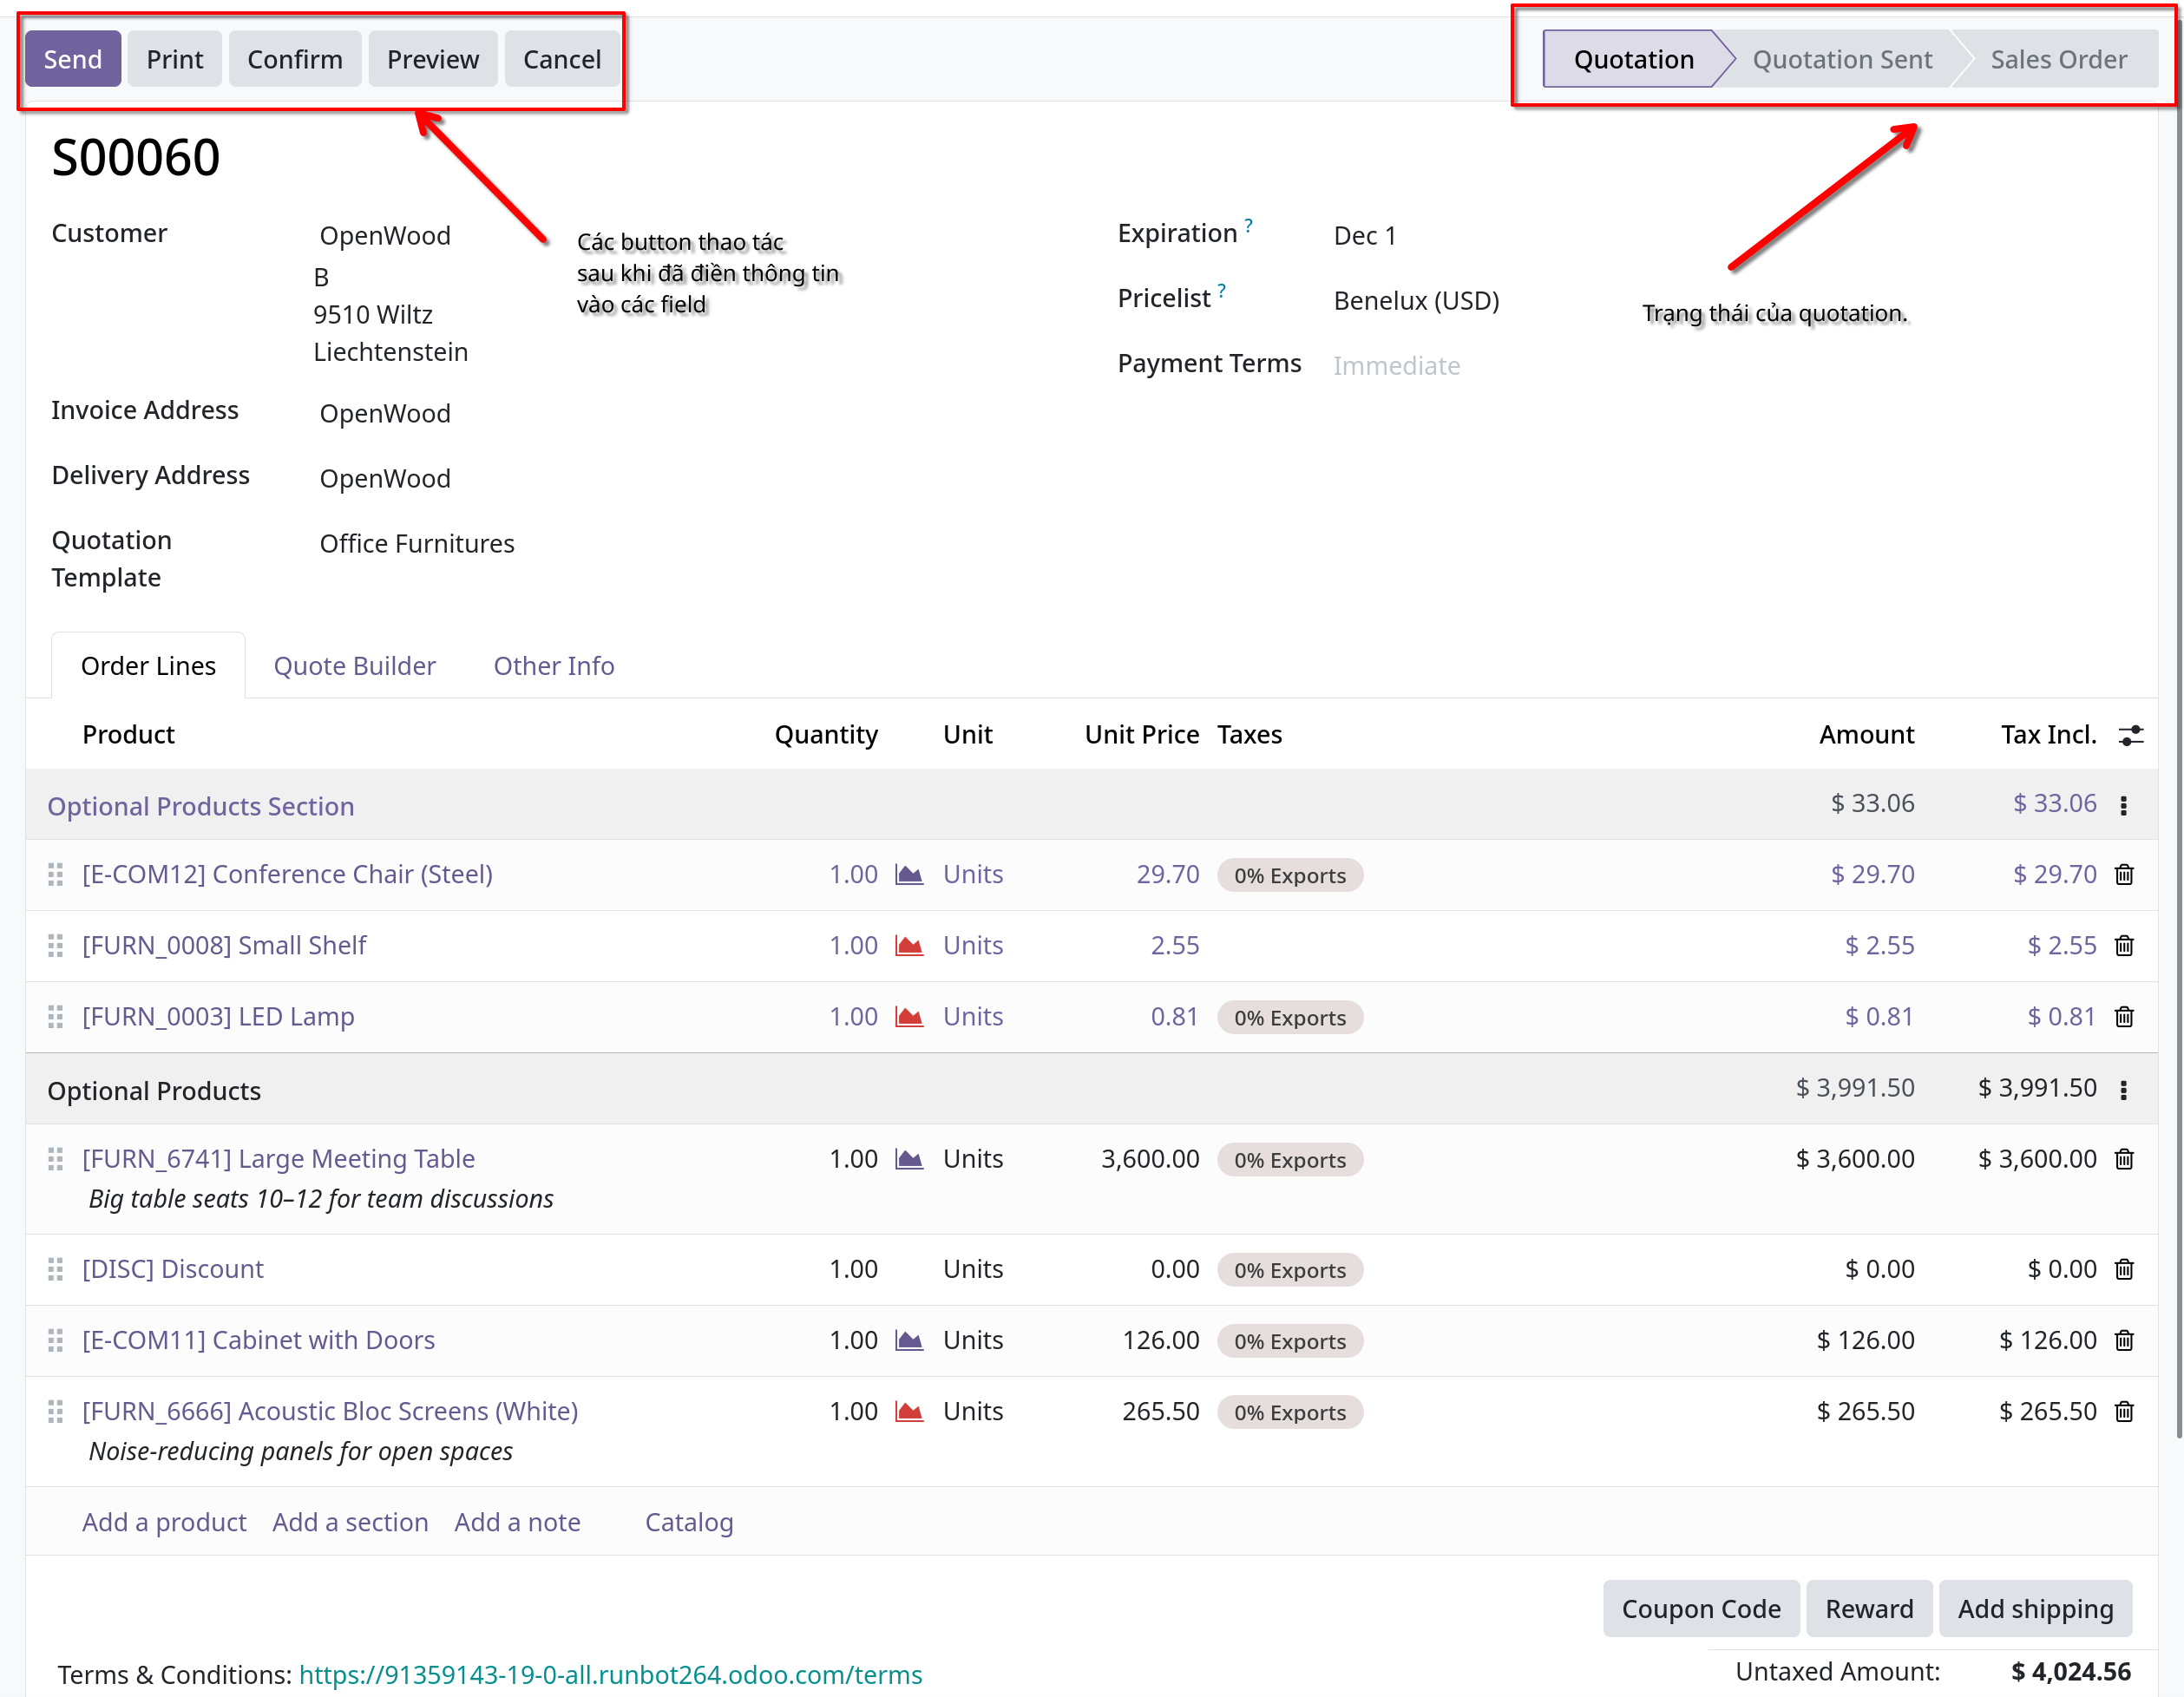 Send Print Confirm Preview Cancel
Quotation Quotation Sent Sales Order
S00060
Customer OpenWood
B
9510 Wiltz
Liechtenstein
Các button thao tác
sau khi đã điền thông tin
vào các field
Expiration ? Dec 1
Pricelist ? Benelux (USD)
Payment Terms Immediate
Trạng thái của quotation.
Invoice Address OpenWood
Delivery Address OpenWood
Quotation
Template Office Furnitures
Order Lines Quote Builder Other Info
Product Quantity Unit Unit Price Taxes Amount Tax Incl.
Optional Products Section $ 33.06 $ 33.06
[E-COM12] Conference Chair (Steel) 1.00 Units 29.70 0% Exports $ 29.70 $ 29.70
[FURN_0008] Small Shelf 1.00 Units 2.55 $ 2.55 $ 2.55
[FURN_0003] LED Lamp 1.00 Units 0.81 0% Exports $ 0.81 $ 0.81
Optional Products $ 3,991.50 $ 3,991.50
[FURN_6741] Large Meeting Table 1.00 Units 3,600.00 0% Exports $ 3,600.00 $ 3,600.00
Big table seats 10–12 for team discussions
[DISC] Discount 1.00 Units 0.00 0% Exports $ 0.00 $ 0.00
[E-COM11] Cabinet with Doors 1.00 Units 126.00 0% Exports $ 126.00 $ 126.00
[FURN_6666] Acoustic Bloc Screens (White) 1.00 Units 265.50 0% Exports $ 265.50 $ 265.50
Noise-reducing panels for open spaces
Add a product Add a section Add a note Catalog
Coupon Code Reward Add shipping
Terms & Conditions: https://91359143-19-0-all.runbot264.odoo.com/terms
Untaxed Amount: $ 4,024.56